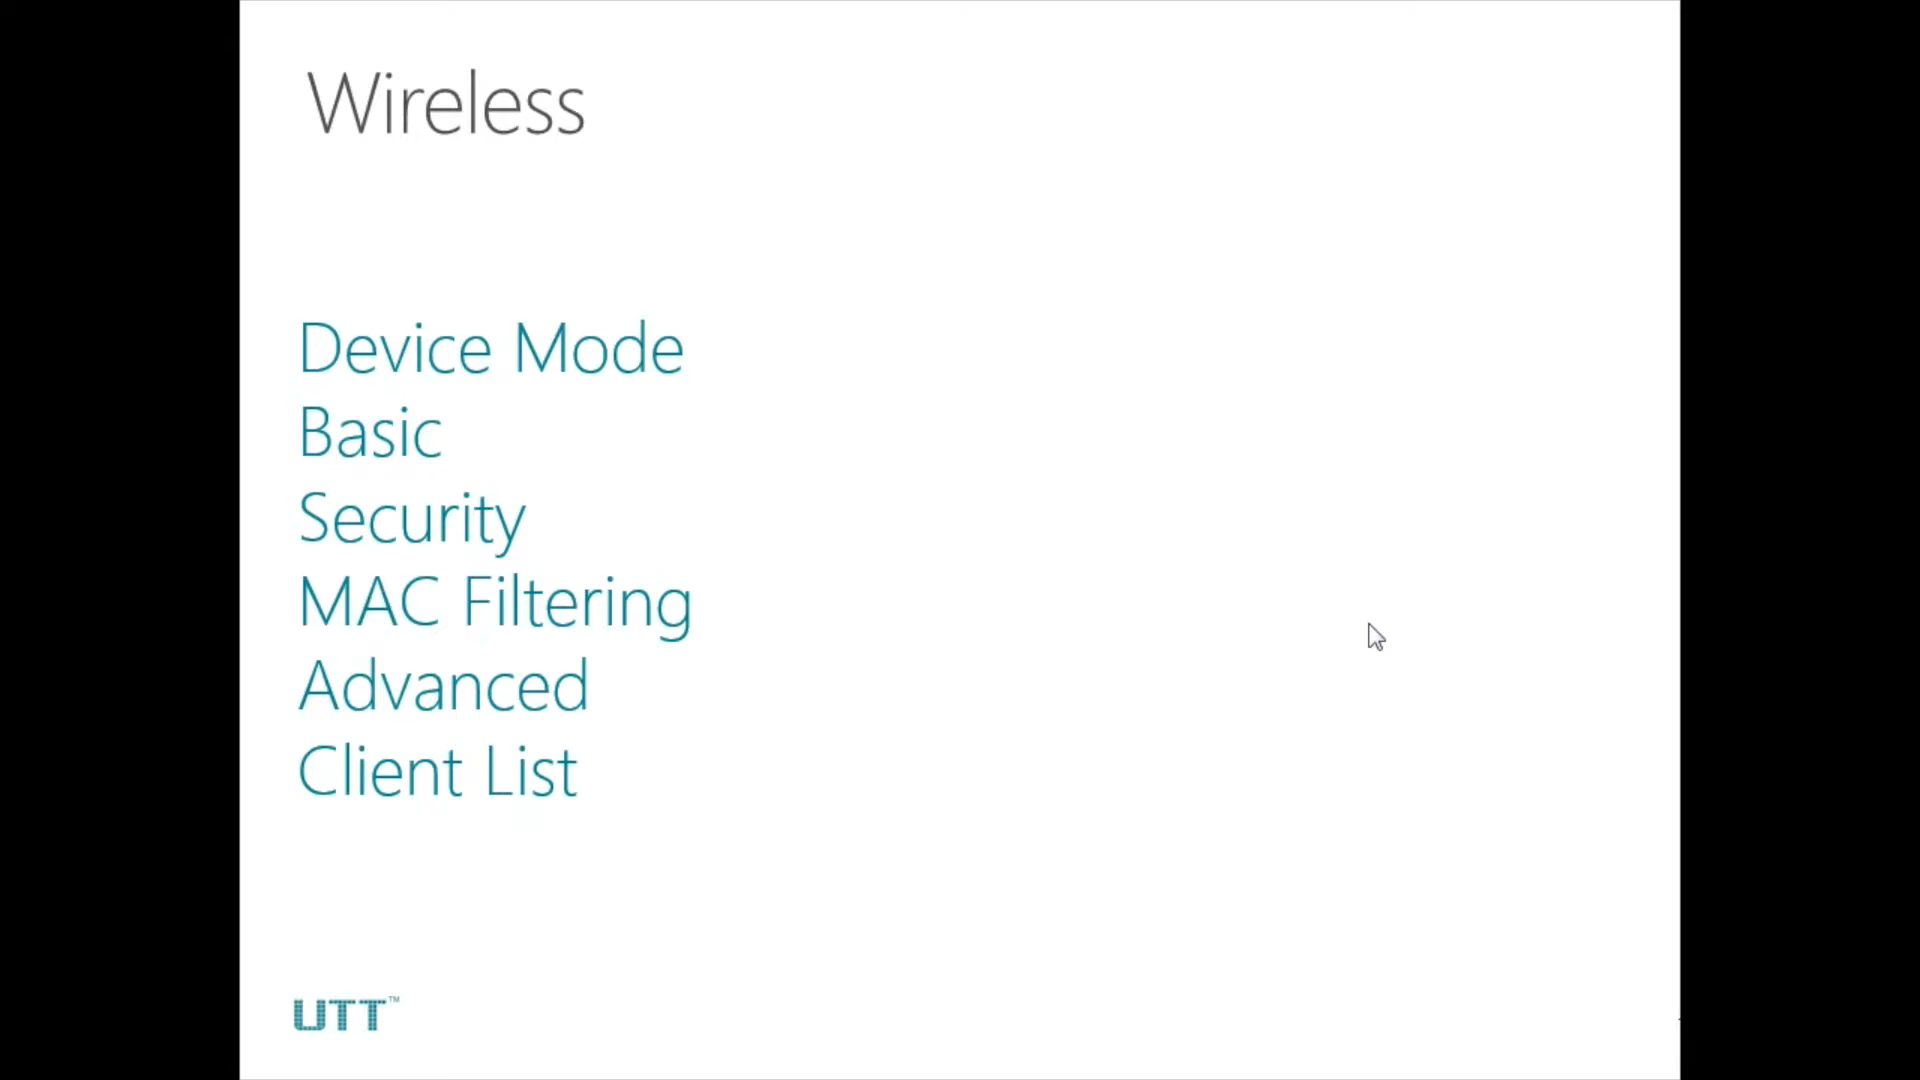 Wireless
Device Mode
Basic
Security
MAC Filtering
Advanced
Client List
UTT™